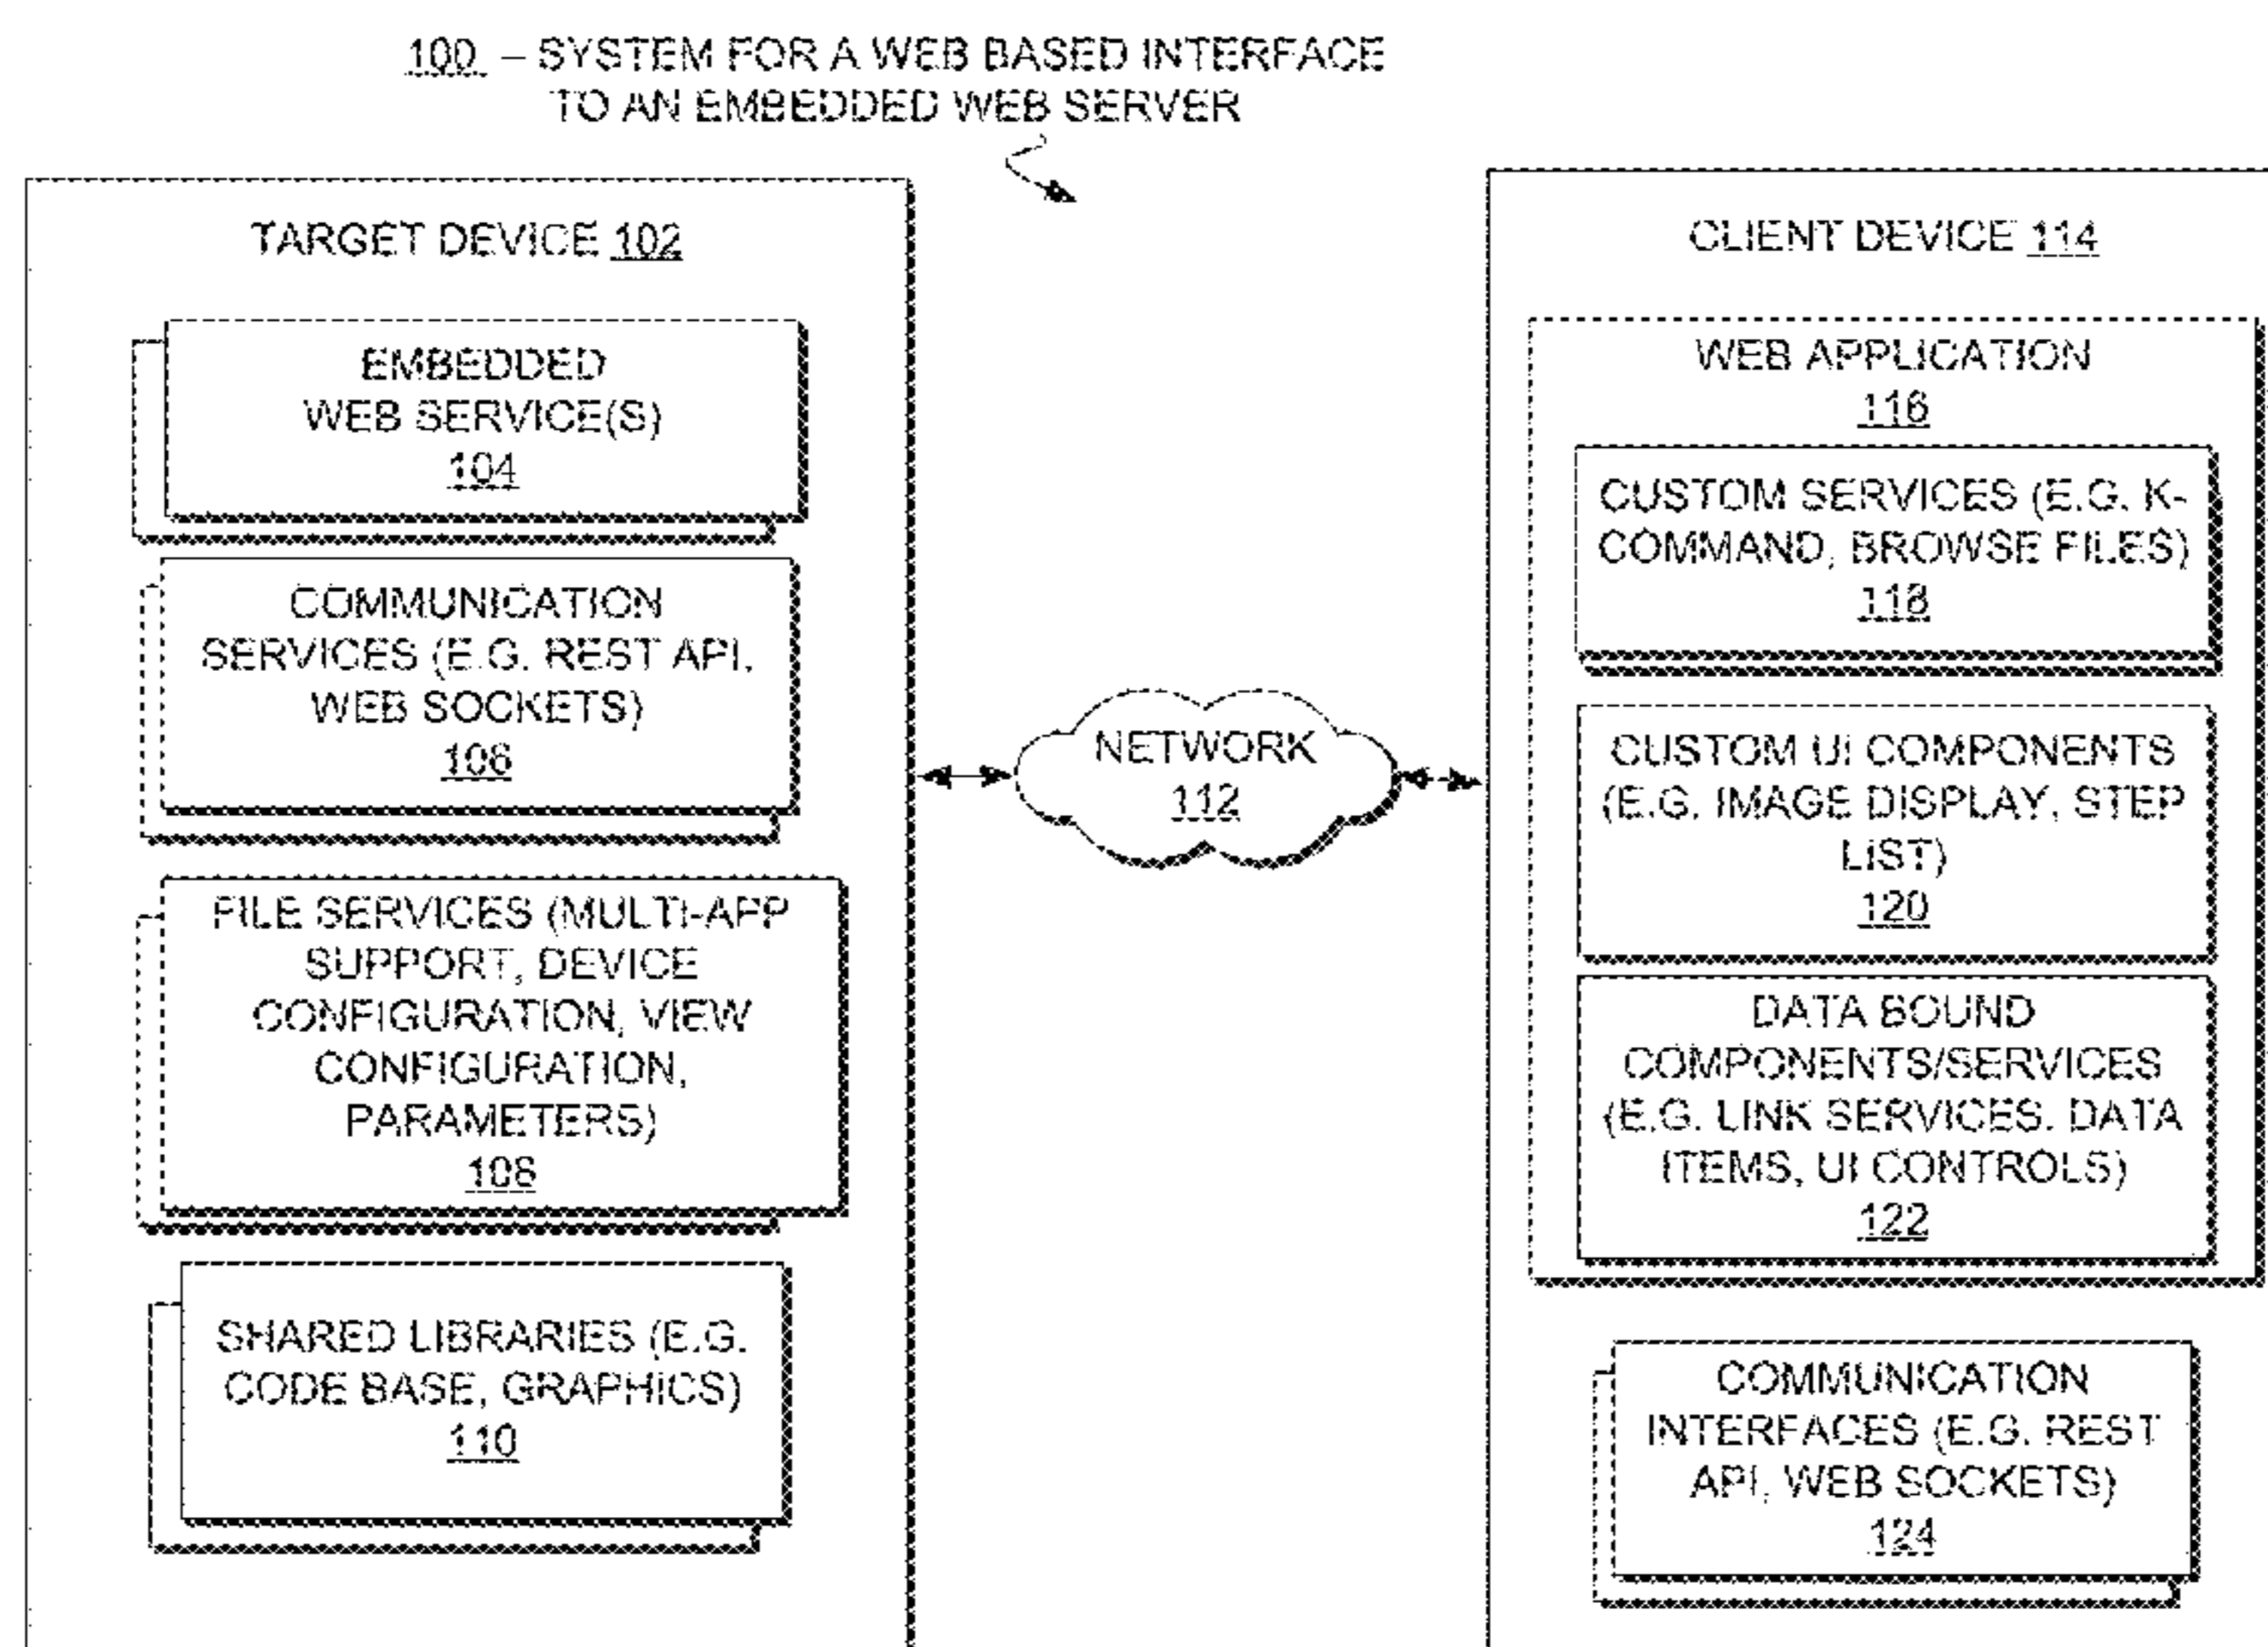 100 – SYSTEM FOR A WEB BASED INTERFACE
TO AN EMBEDDED WEB SERVER
TARGET DEVICE 102
EMBEDDED
WEB SERVICE(S)
104
COMMUNICATION
SERVICES (E.G. REST API,
WEB SOCKETS)
106
FILE SERVICES (MULTI-APP
SUPPORT, DEVICE
CONFIGURATION, VIEW
CONFIGURATION,
PARAMETERS)
108
SHARED LIBRARIES (E.G.
CODE BASE, GRAPHICS)
110
NETWORK
112
CLIENT DEVICE 114
WEB APPLICATION
116
CUSTOM SERVICES (E.G. K-
COMMAND, BROWSE FILES)
118
CUSTOM UI COMPONENTS
(E.G. IMAGE DISPLAY, STEP
LIST)
120
DATA BOUND
COMPONENTS/SERVICES
(E.G. LINK SERVICES, DATA
ITEMS, UI CONTROLS)
122
COMMUNICATION
INTERFACES (E.G. REST
API, WEB SOCKETS)
124